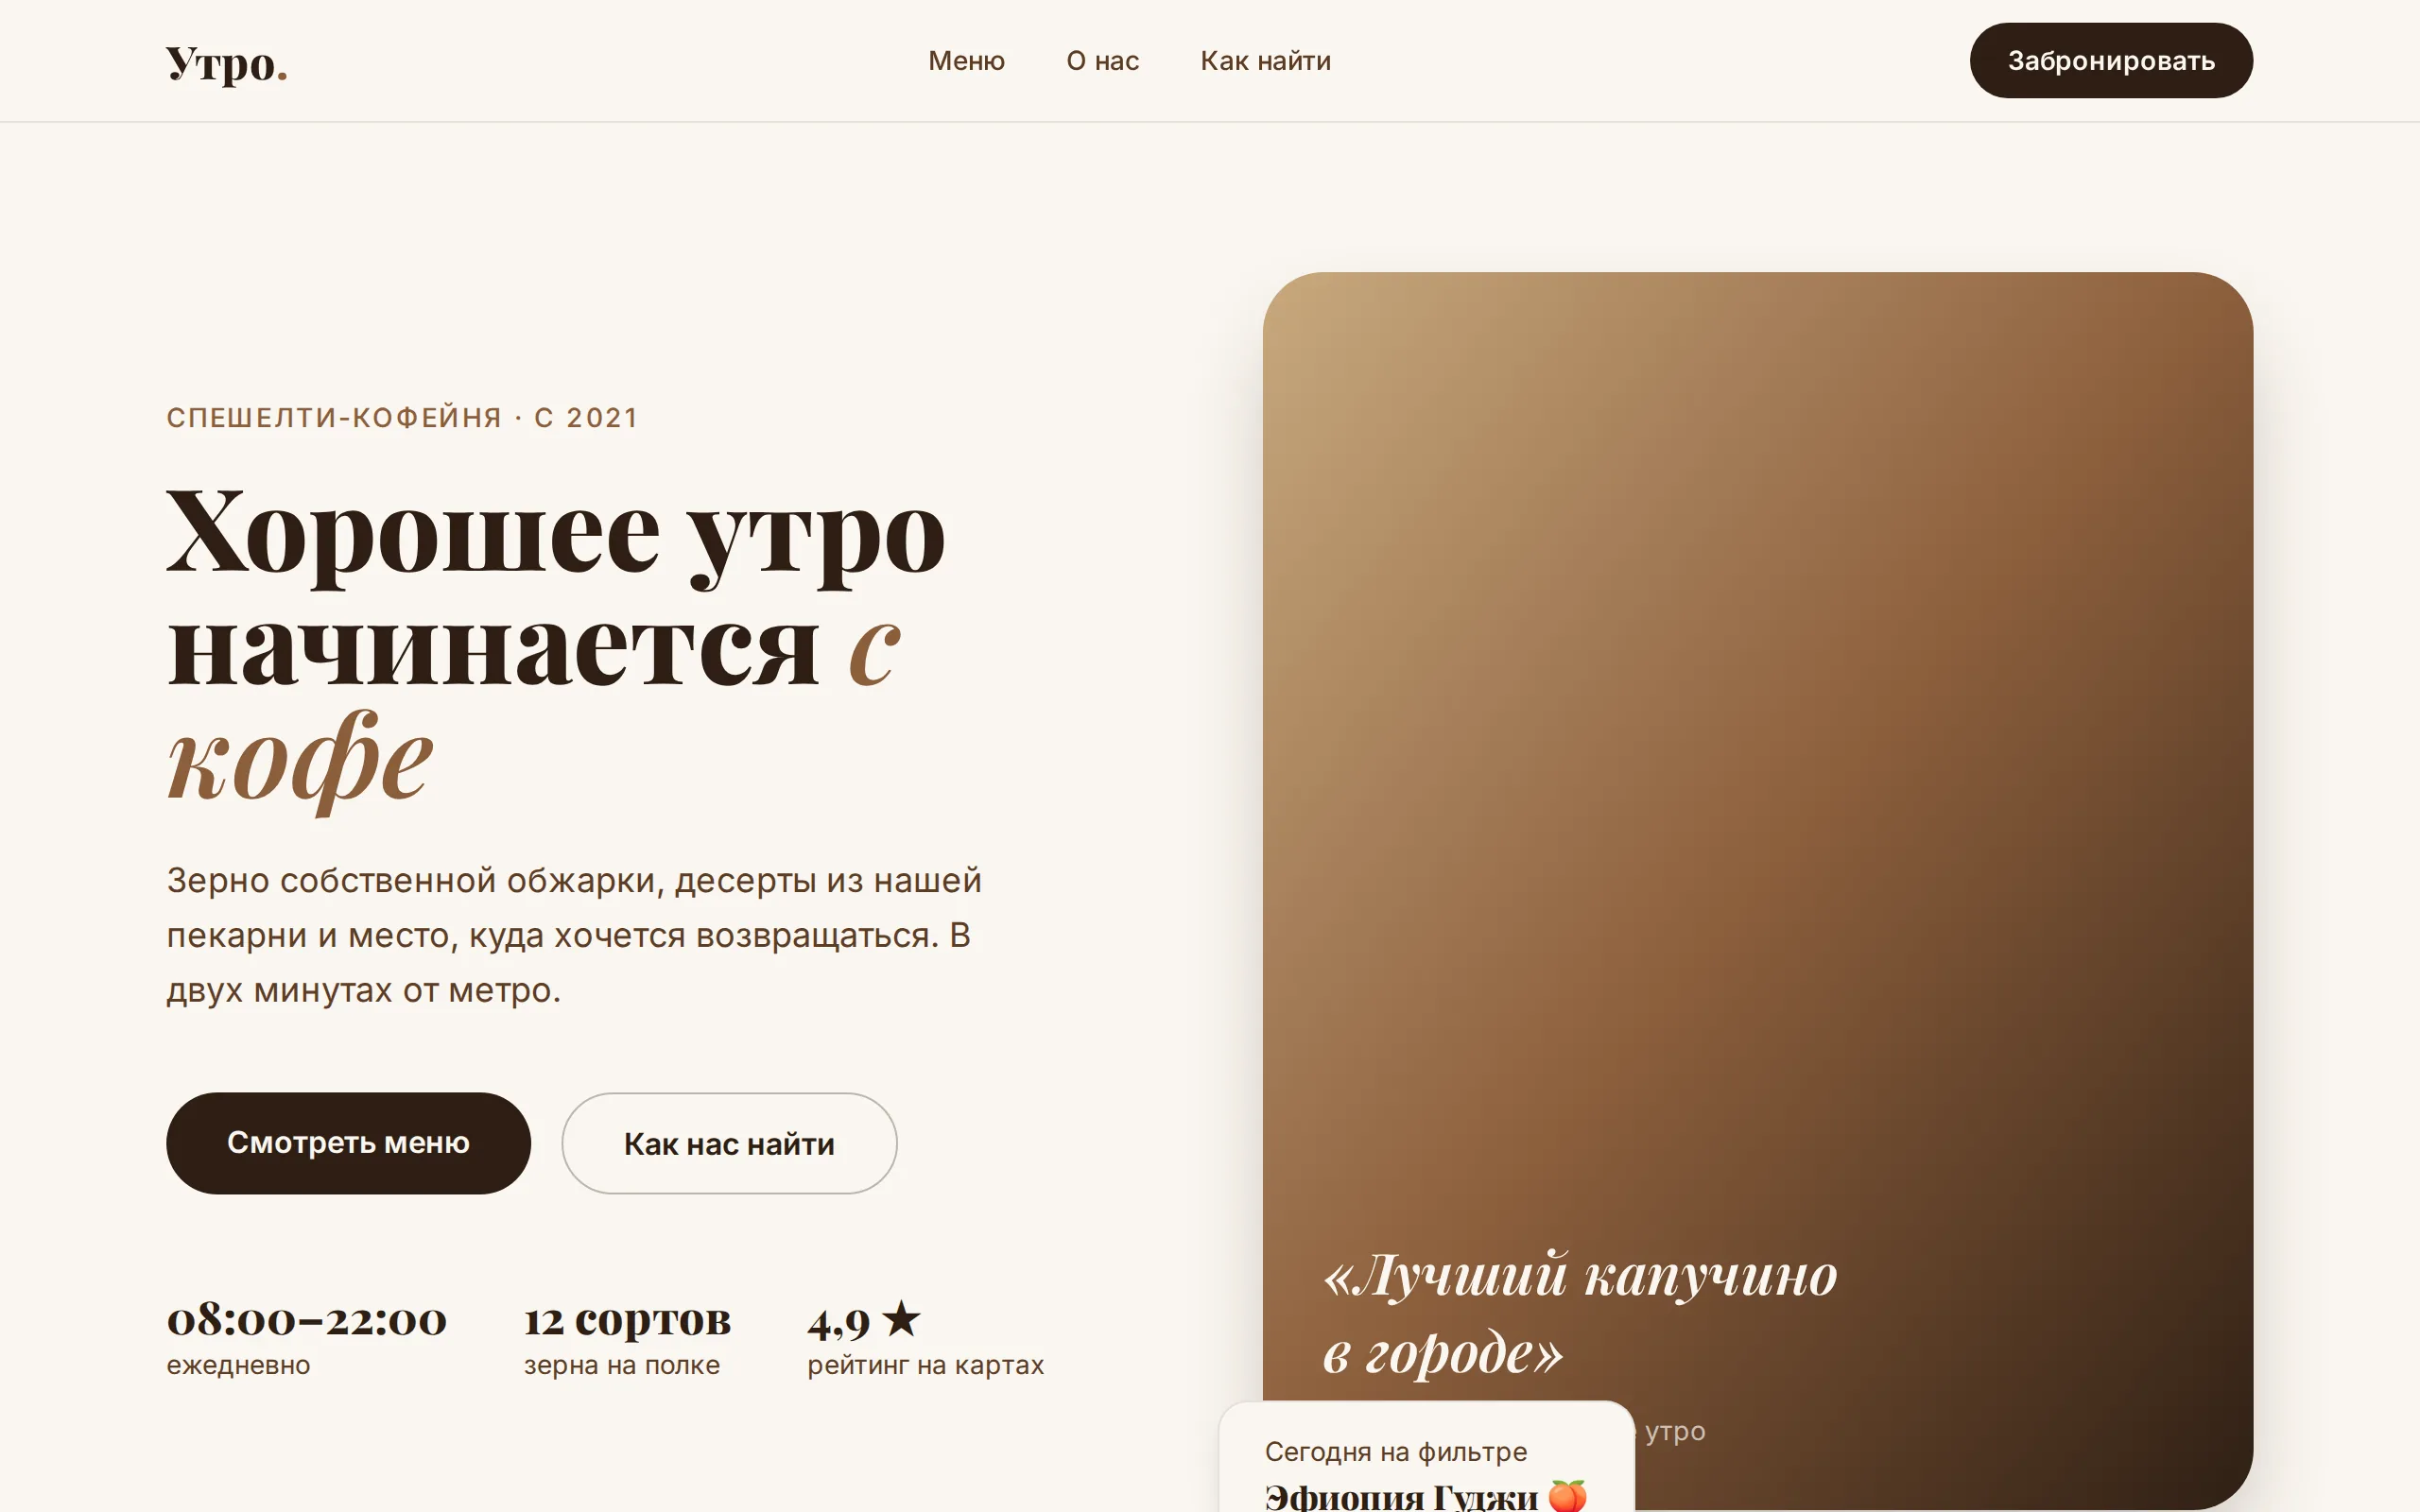 Утро.
Меню
О нас
Как найти
Забронировать
СПЕШЕЛТИ-КОФЕЙНЯ · С 2021
Хорошее утро
начинается с
кофе
Зерно собственной обжарки, десерты из нашей
пекарни и место, куда хочется возвращаться. В
двух минутах от метро.
Смотреть меню
Как нас найти
08:00–22:00
ежедневно
12 сортов
зерна на полке
4,9 ★
рейтинг на картах
«Лучший капучино
в городе»
утро
Сегодня на фильтре
Эфиопия Гуджи 🍑